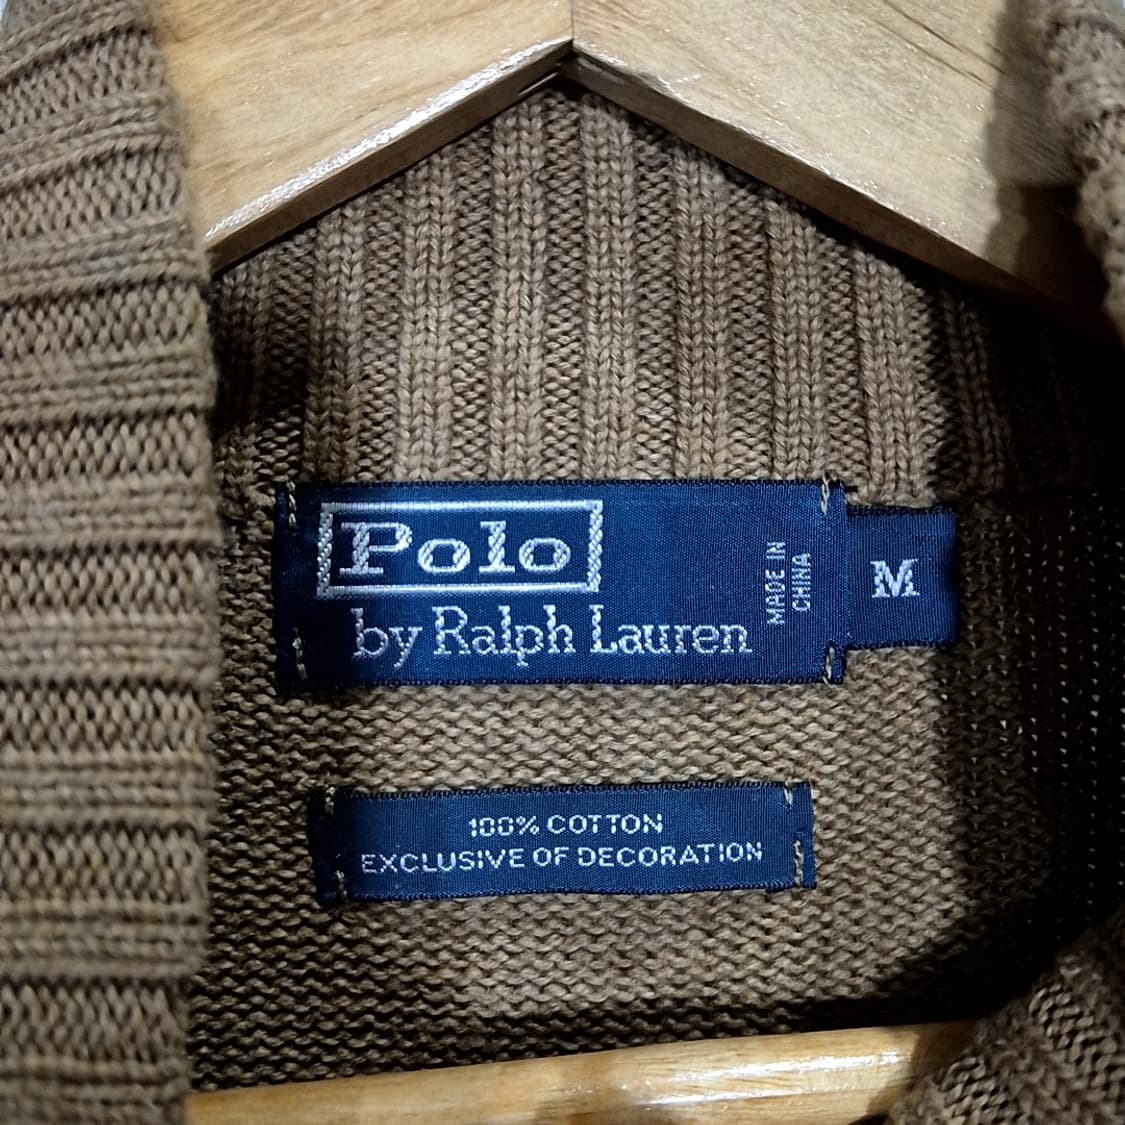 Polo
by Ralph Lauren
MADE IN
CHINA
M
100% COTTON
EXCLUSIVE OF DECORATION